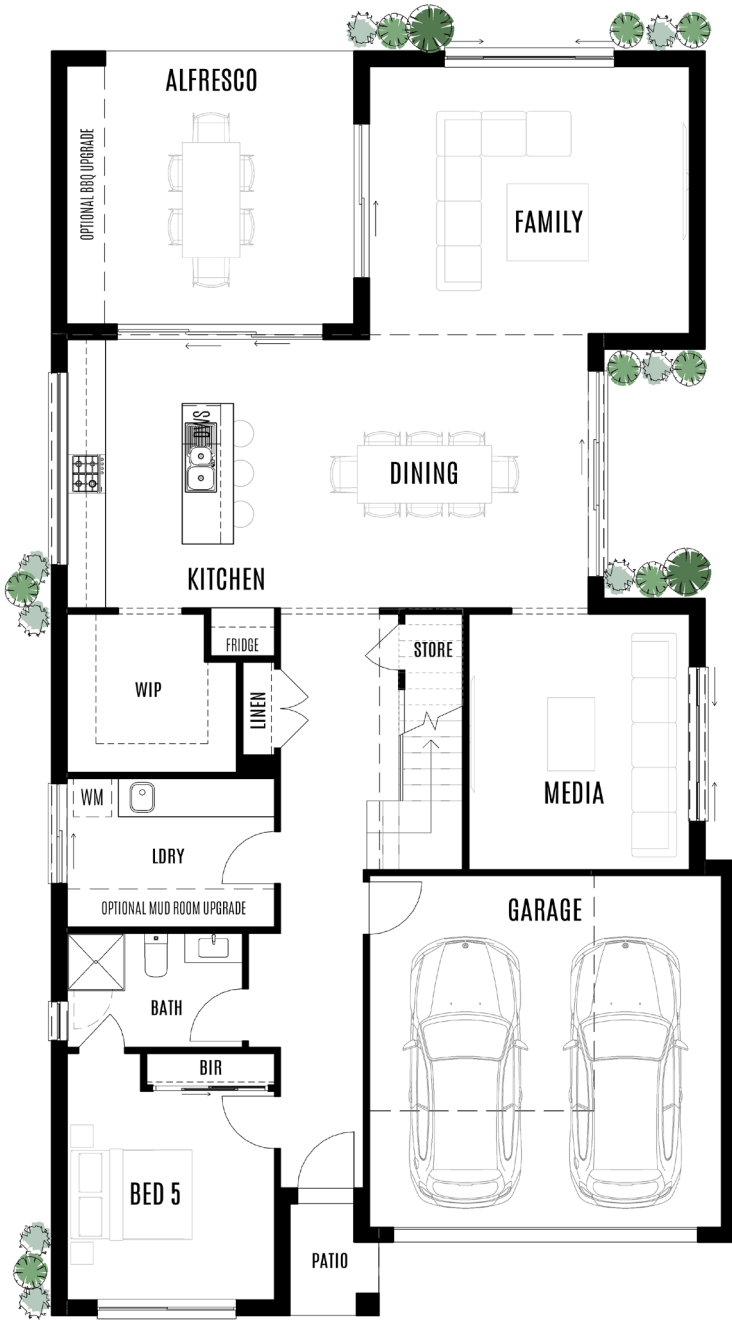 ALFRESCO
OPTIONAL BBQ UPGRADE
FAMILY
DWS
DINING
KITCHEN
FRIDGE
STORE
WIP
LINEN
WM
MEDIA
LDRY
OPTIONAL MUD ROOM UPGRADE
GARAGE
BATH
BIR
BED 5
PATIO